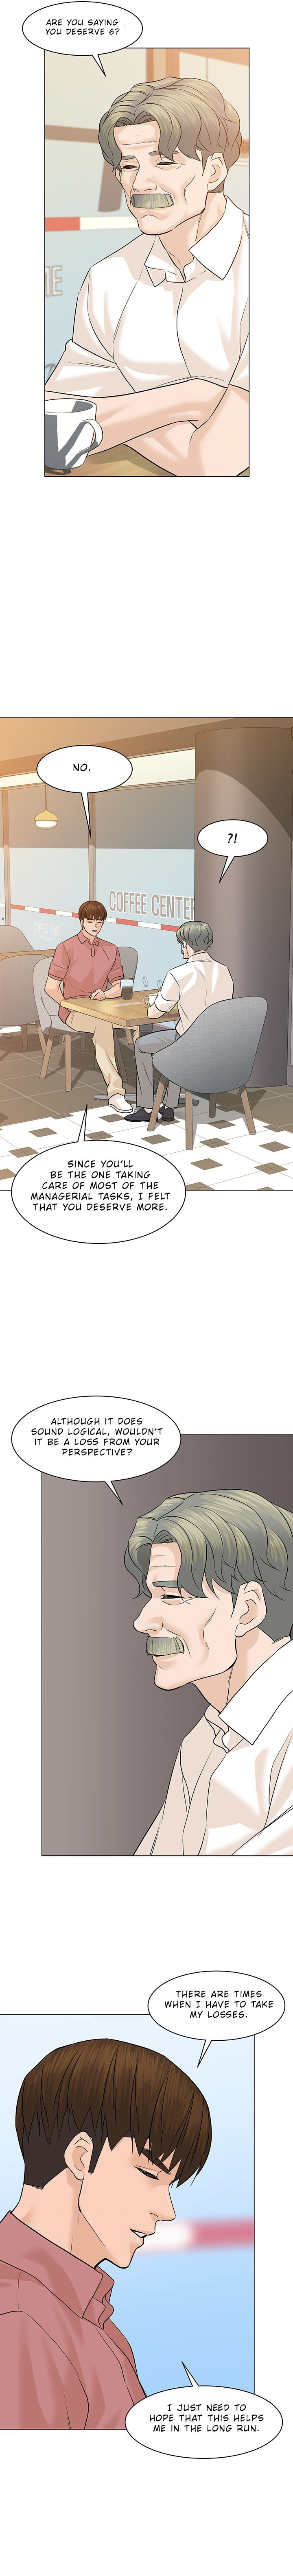 ARE YOU SAYING
YOU DESERVE 6?
ME
NO.
?!
COFFEE CENTE
SINCE YOU'LL
BE THE ONE TAKING
CARE OF MOST OF THE
MANAGERIAL TASKS, I FELT
THAT YOU DESERVE MORE.
ALTHOUGH IT DOES
SOUND LOGICAL, WOULDN'T
IT BE A LOSS FROM YOUR
PERSPECTIVE?
THERE ARE TIMES
WHEN I HAVE TO TAKE
MY LOSSES.
I JUST NEED TO
HOPE THAT THIS HELPS
ME IN THE LONG RUN.